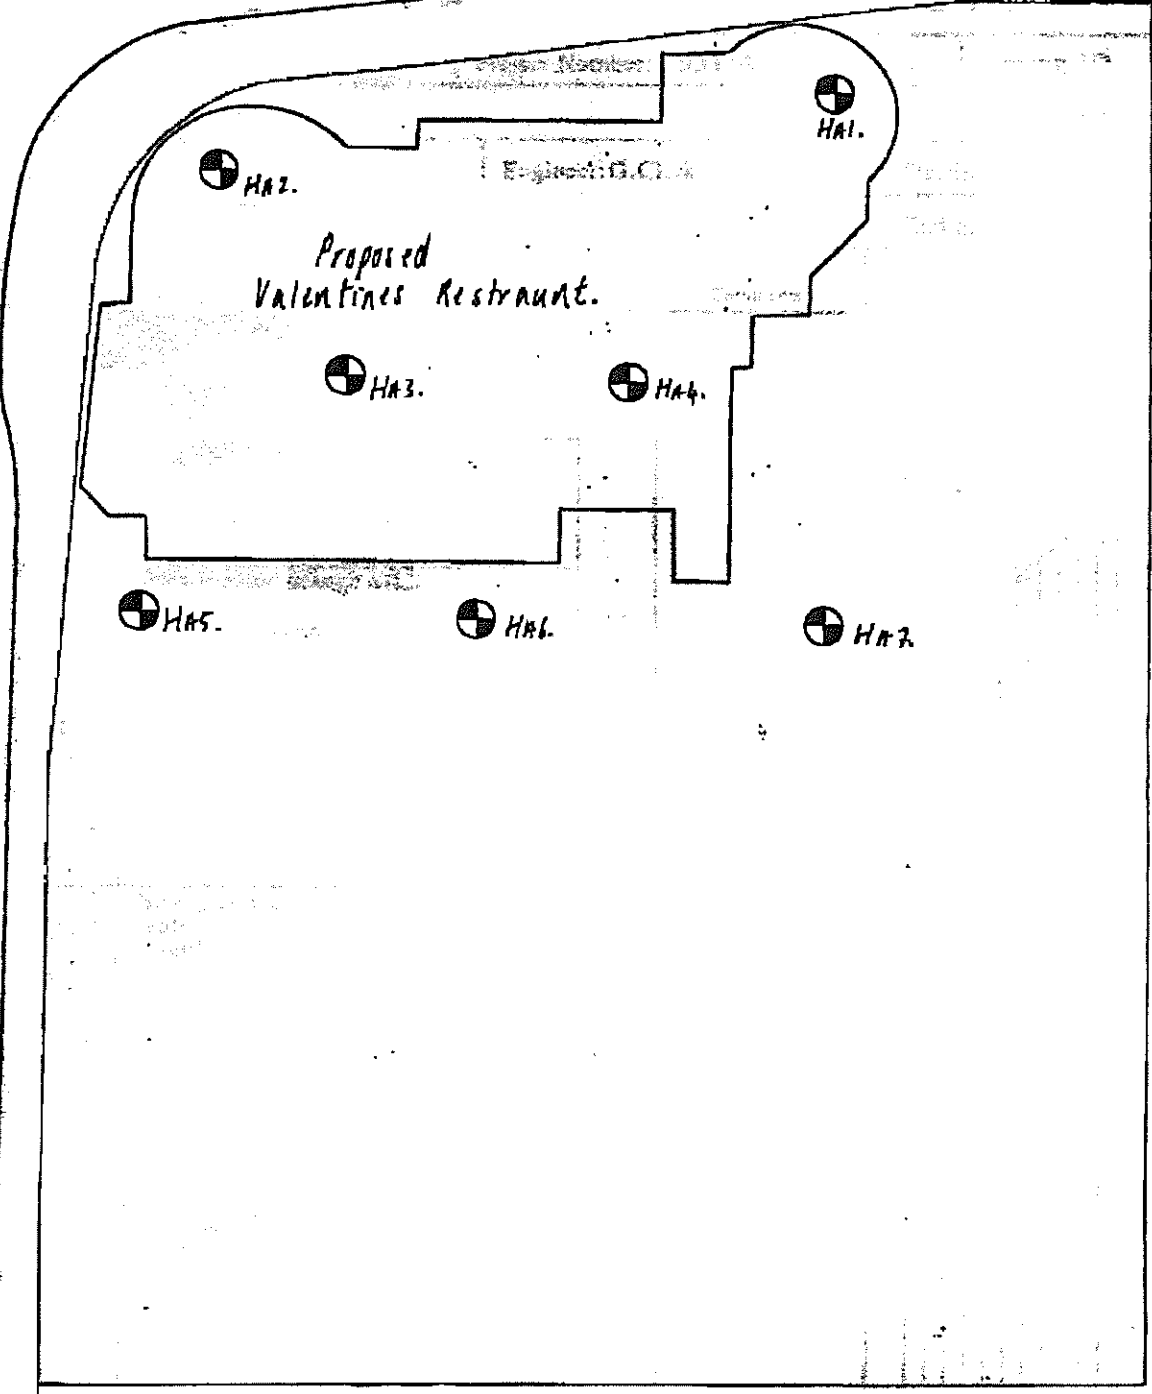 HA1.
HA2.
Proposed
Valentines Restraunt.
HA3.
HA4.
HA5.
HA6.
HA7.